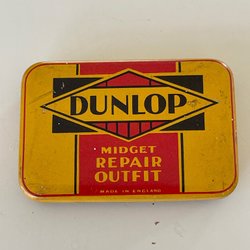 DUNLOP
MIDGET
REPAIR
OUTFIT
MADE IN ENGLAND